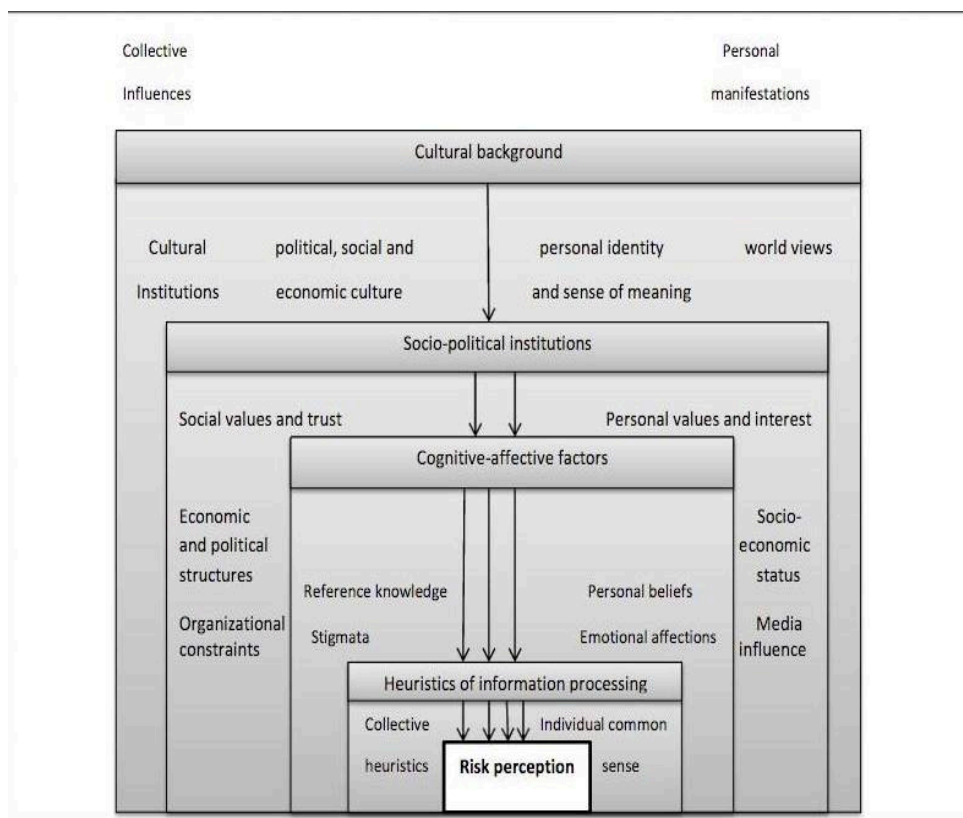 Collective
Influences
Personal
manifestations
Cultural background
Cultural
Institutions
political, social and
economic culture
personal identity
and sense of meaning
world views
Socio-political institutions
Social values and trust
Personal values and interest
Cognitive-affective factors
Economic
and political
structures
Organizational
constraints
Socio-
economic
status
Media
influence
Reference knowledge
Stigmata
Personal beliefs
Emotional affections
Heuristics of information processing
Collective
heuristics
Individual common
sense
Risk perception